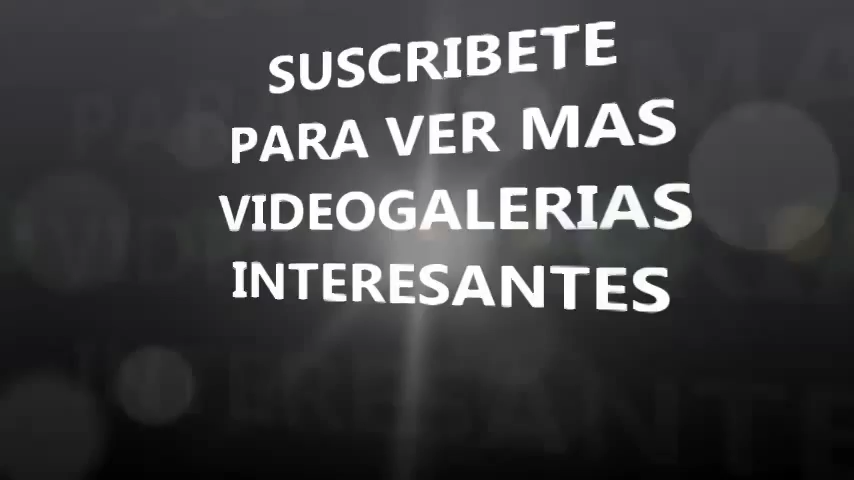 SUSCRIBETE
PARA VER MAS
VIDEOGALERIAS
INTERESANTES